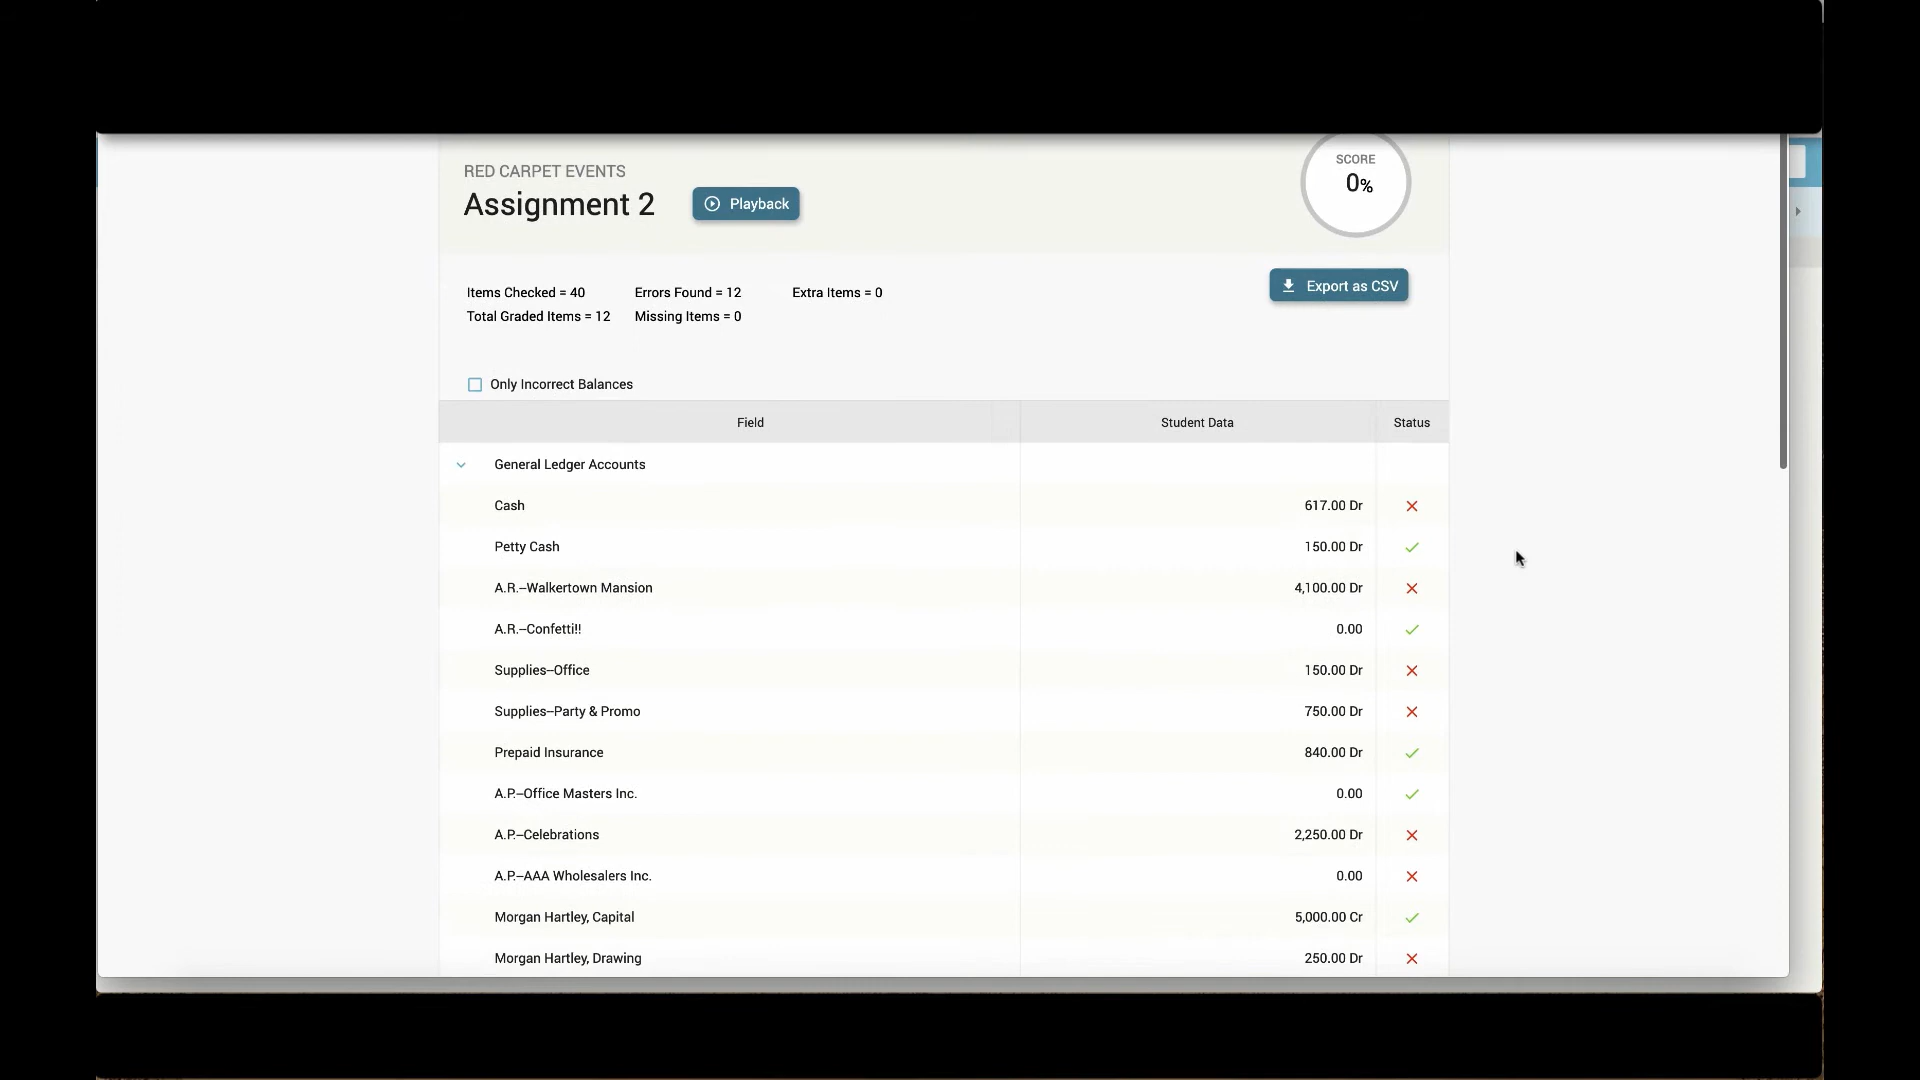 RED CARPET EVENTS
Assignment 2
Playback
SCORE
0%
Items Checked = 40 Errors Found = 12 Extra Items = 0
Total Graded Items = 12 Missing Items = 0
Export as CSV
Only Incorrect Balances
Field Student Data Status
General Ledger Accounts
Cash 617.00 Dr
Petty Cash 150.00 Dr
A.R.–Walkertown Mansion 4,100.00 Dr
A.R.–Confetti!! 0.00
Supplies–Office 150.00 Dr
Supplies–Party & Promo 750.00 Dr
Prepaid Insurance 840.00 Dr
A.P.–Office Masters Inc. 0.00
A.P.–Celebrations 2,250.00 Dr
A.P.–AAA Wholesalers Inc. 0.00
Morgan Hartley, Capital 5,000.00 Cr
Morgan Hartley, Drawing 250.00 Dr